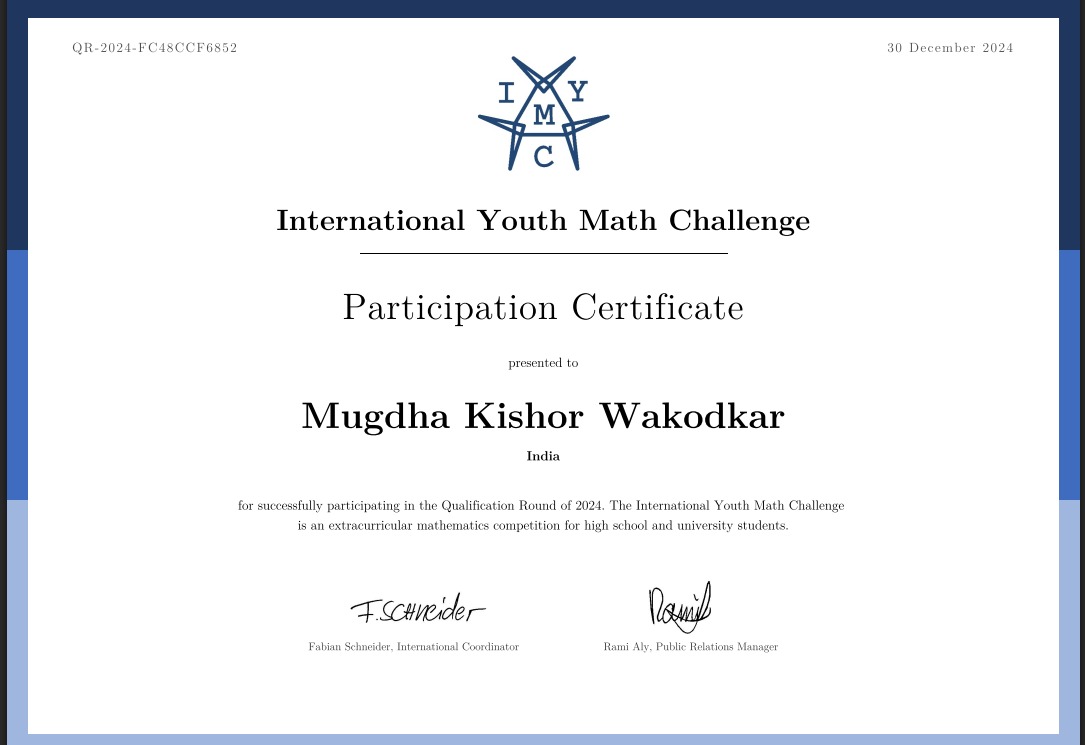 QR-2024-FC48CCF6852
30 December 2024
I Y
M
C
International Youth Math Challenge
Participation Certificate
presented to
Mugdha Kishor Wakodkar
India
for successfully participating in the Qualification Round of 2024. The International Youth Math Challenge
is an extracurricular mathematics competition for high school and university students.
F. SCHneider
Fabian Schneider, International Coordinator
Rami Aly, Public Relations Manager